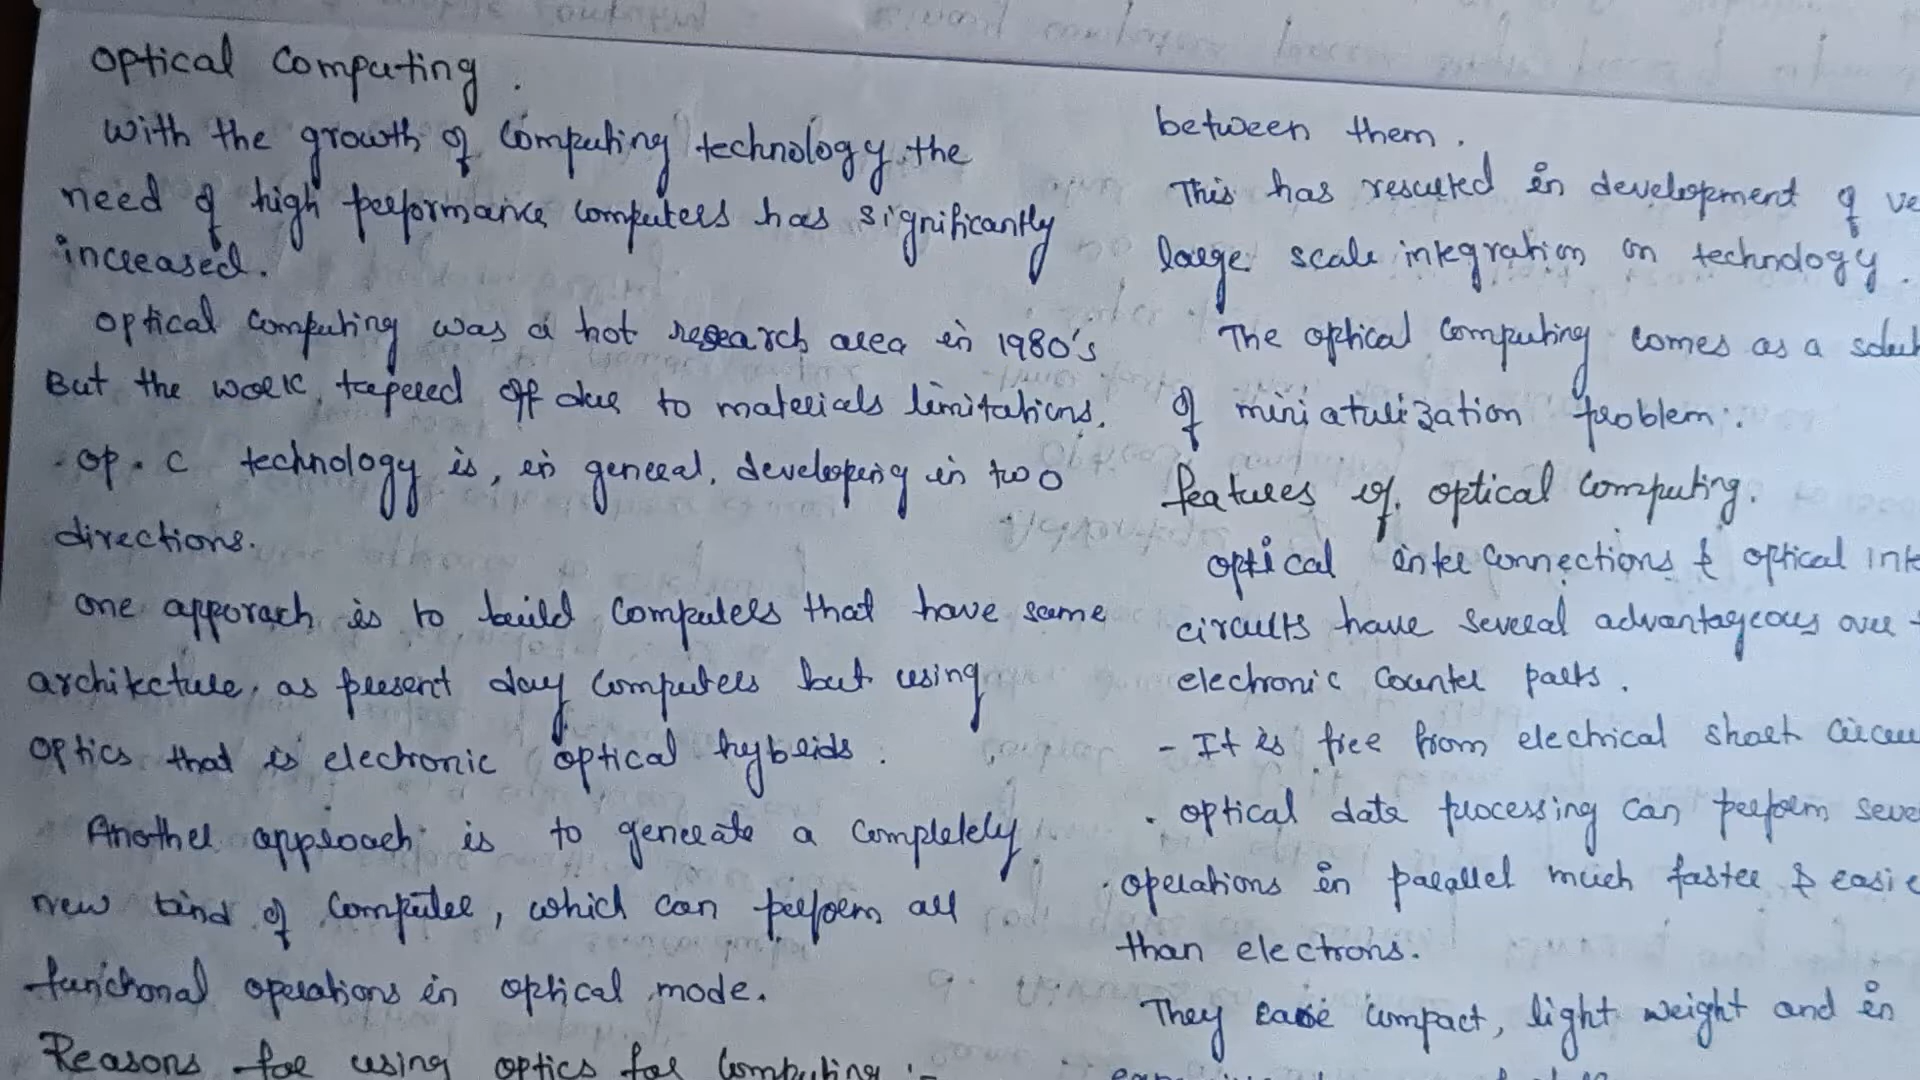 Optical Computing.
With the growth of Computing technology the
need of high performance computers has significantly
increased.
Optical Computing was a hot research area in 1980's
But the work tapered off due to materials limitations.
op. c technology is, in general, developing in two
directions.
one apporach is to build computers that have same
architecture, as present day computers but using
optics that is electronic optical hybrids.
Another approach is to generate a completely
new kind of computer, which can perform all
functional operations in optical mode.
Reasons for using optics for Computing :-
between them.
This has resulted in development of
large scale integration on technology.
The optical Computing comes as a
of miniaturization problem.
features of optical Computing.
optical inter connections & optical
circuits have several advantageous over
electronic counter parts.
- It is free from electrical short
. optical date processing can perform
operations in parallel much faster &
than electrons.
They compact, light weight and in